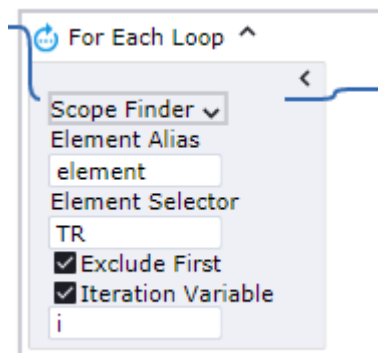 For Each Loop
Scope Finder
Element Alias
element
Element Selector
TR
Exclude First
Iteration Variable
i